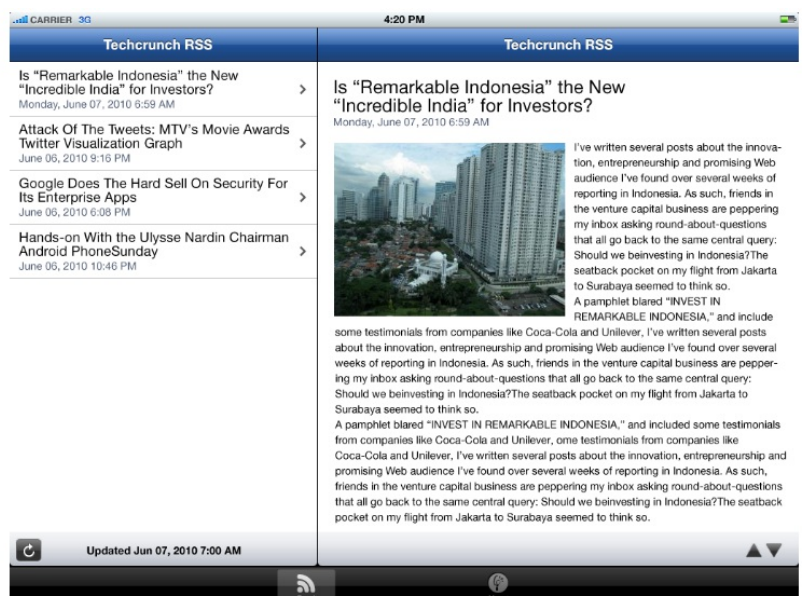 CARRIER 3G
4:20 PM
Techcrunch RSS
Techcrunch RSS
Is “Remarkable Indonesia” the New
“Incredible India” for Investors?
Monday, June 07, 2010 6:59 AM
Attack Of The Tweets: MTV’s Movie Awards
Twitter Visualization Graph
June 06, 2010 9:16 PM
Google Does The Hard Sell On Security For
Its Enterprise Apps
June 06, 2010 6:08 PM
Hands-on With the Ulysse Nardin Chairman
Android PhoneSunday
June 06, 2010 10:46 PM
Updated Jun 07, 2010 7:00 AM
Is “Remarkable Indonesia” the New
“Incredible India” for Investors?
Monday, June 07, 2010 6:59 AM
I’ve written several posts about the innova-
tion, entrepreneurship and promising Web
audience I’ve found over several weeks of
reporting in Indonesia. As such, friends in
the venture capital business are peppering
my inbox asking round-about-questions
that all go back to the same central query:
Should we beinvesting in Indonesia?The
seatback pocket on my flight from Jakarta
to Surabaya seemed to think so.
A pamphlet blared “INVEST IN
REMARKABLE INDONESIA,” and include
some testimonials from companies like Coca-Cola and Unilever, I’ve written several posts
about the innovation, entrepreneurship and promising Web audience I’ve found over several
weeks of reporting in Indonesia. As such, friends in the venture capital business are pepper-
ing my inbox asking round-about-questions that all go back to the same central query:
Should we beinvesting in Indonesia?The seatback pocket on my flight from Jakarta to
Surabaya seemed to think so.
A pamphlet blared “INVEST IN REMARKABLE INDONESIA,” and included some testimonials
from companies like Coca-Cola and Unilever, ome testimonials from companies like
Coca-Cola and Unilever, I’ve written several posts about the innovation, entrepreneurship and
promising Web audience I’ve found over several weeks of reporting in Indonesia. As such,
friends in the venture capital business are peppering my inbox asking round-about-questions
that all go back to the same central query: Should we beinvesting in Indonesia?The seatback
pocket on my flight from Jakarta to Surabaya seemed to think so.